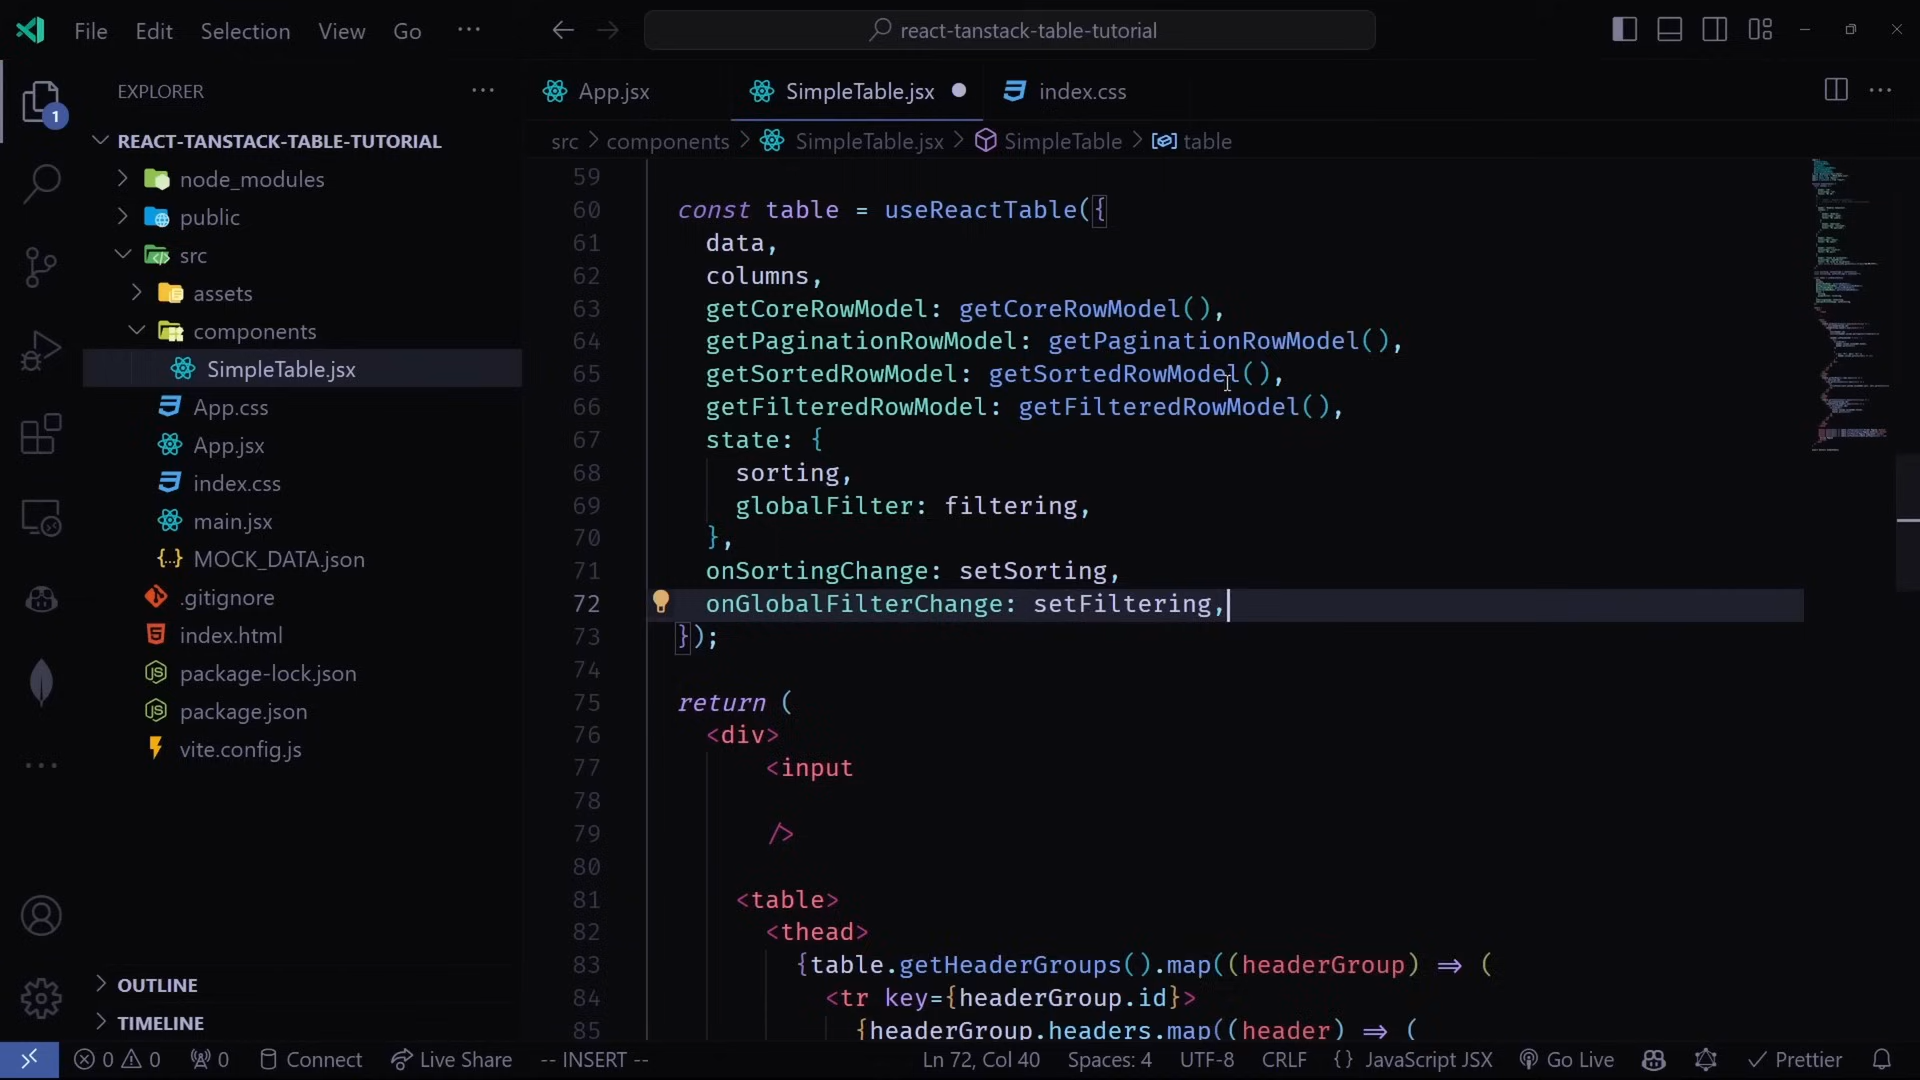 File Edit Selection View Go ···
react-tanstack-table-tutorial
EXPLORER ···
1
REACT-TANSTACK-TABLE-TUTORIAL
node_modules
public
src
assets
components
SimpleTable.jsx
App.css
App.jsx
index.css
main.jsx
MOCK_DATA.json
.gitignore
index.html
package-lock.json
package.json
vite.config.js
OUTLINE
TIMELINE
App.jsx SimpleTable.jsx index.css
src > components > SimpleTable.jsx > SimpleTable > table
59
60 const table = useReactTable({
61 data,
62 columns,
63 getCoreRowModel: getCoreRowModel(),
64 getPaginationRowModel: getPaginationRowModel(),
65 getSortedRowModel: getSortedRowModel(),
66 getFilteredRowModel: getFilteredRowModel(),
67 state: {
68 sorting,
69 globalFilter: filtering,
70 },
71 onSortingChange: setSorting,
72 onGlobalFilterChange: setFiltering,
73 });
74
75 return (
76 <div>
77 <input
78
79 />
80
81 <table>
82 <thead>
83 {table.getHeaderGroups().map((headerGroup) => (
84 <tr key={headerGroup.id}>
85 {headerGroup.headers.map((header) => (
0 0 0 Connect Live Share -- INSERT -- Ln 72, Col 40 Spaces: 4 UTF-8 CRLF {} JavaScript JSX Go Live Prettier